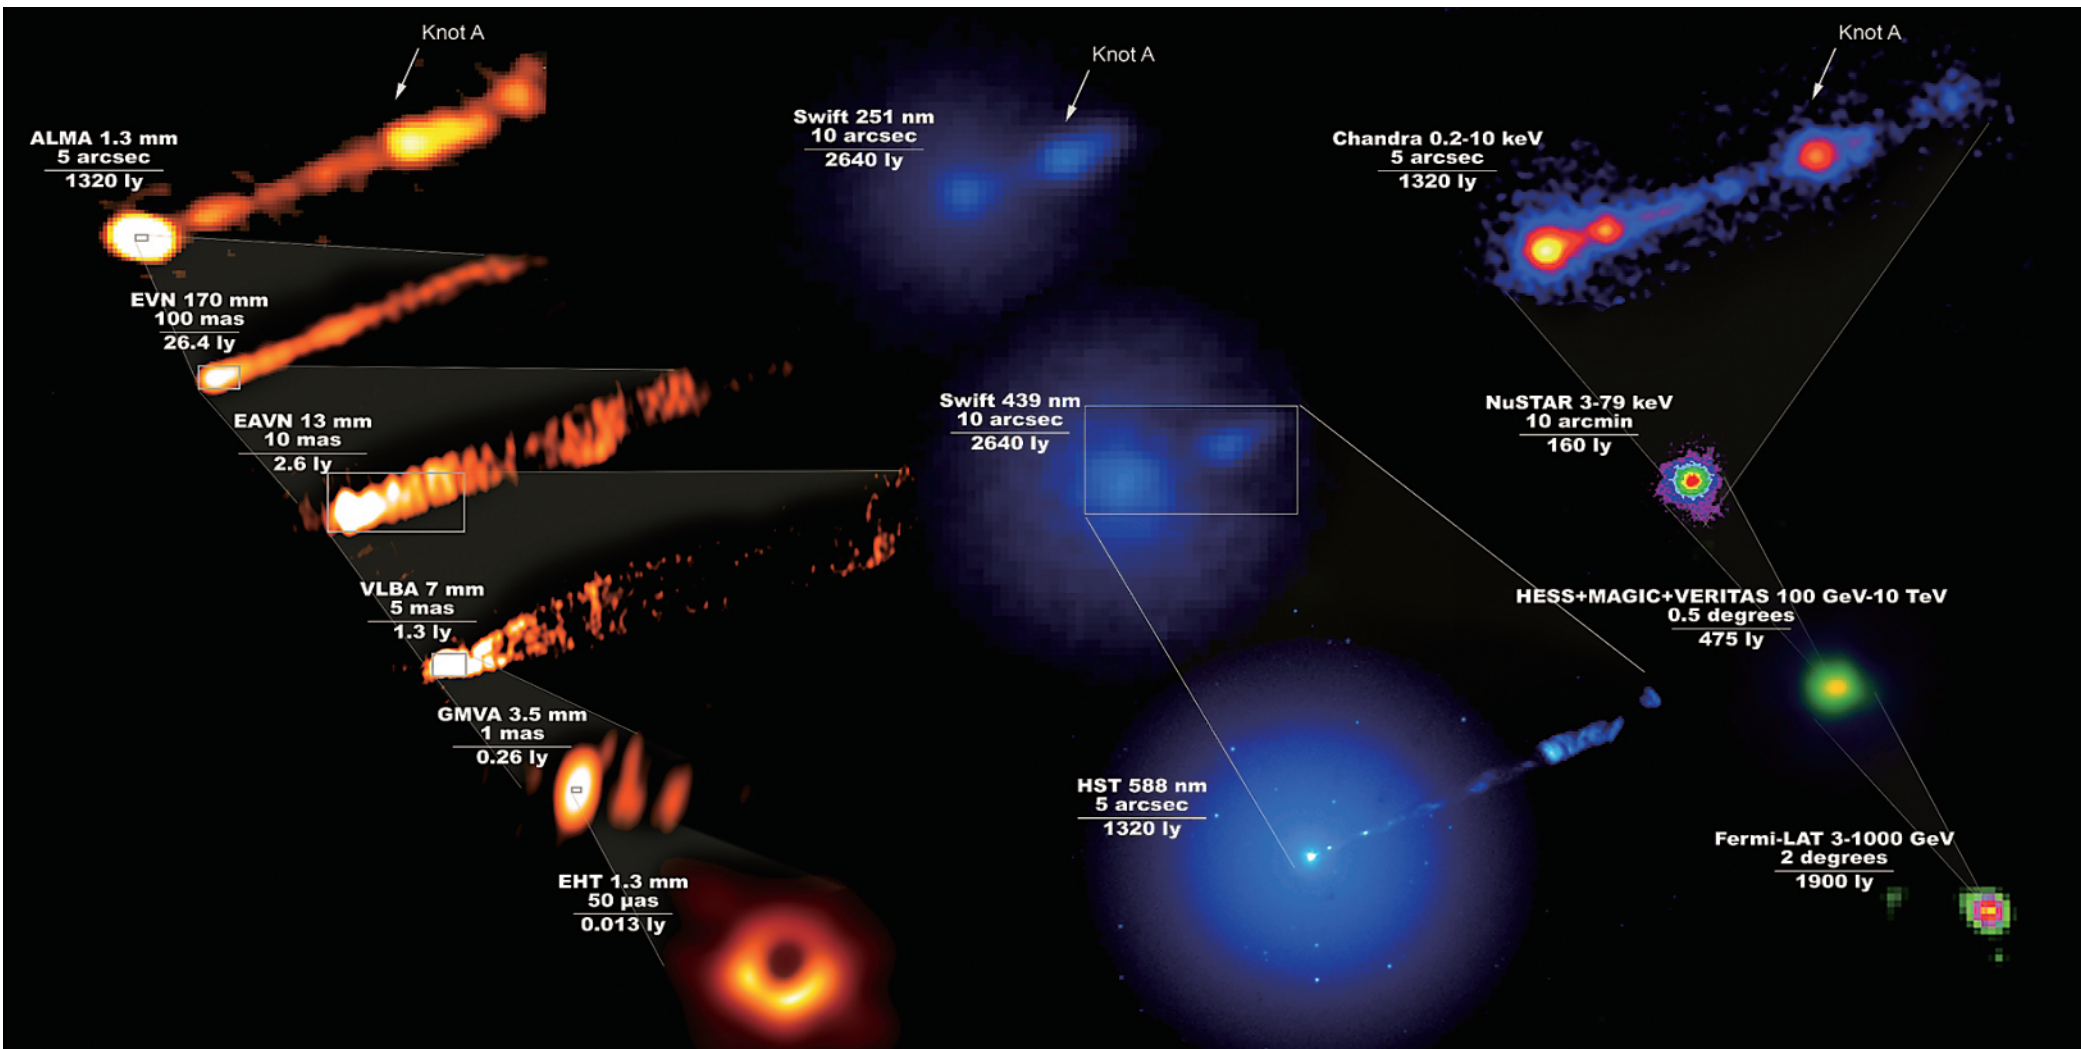 Knot A
ALMA 1.3 mm
5 arcsec
1320 ly
EVN 170 mm
100 mas
26.4 ly
EAVN 13 mm
10 mas
2.6 ly
VLBA 7 mm
5 mas
1.3 ly
GMVA 3.5 mm
1 mas
0.26 ly
EHT 1.3 mm
50 μas
0.013 ly
Knot A
Swift 251 nm
10 arcsec
2640 ly
Swift 439 nm
10 arcsec
2640 ly
HST 588 nm
5 arcsec
1320 ly
Knot A
Chandra 0.2-10 keV
5 arcsec
1320 ly
NuSTAR 3-79 keV
10 arcmin
160 ly
HESS+MAGIC+VERITAS 100 GeV-10 TeV
0.5 degrees
475 ly
Fermi-LAT 3-1000 GeV
2 degrees
1900 ly